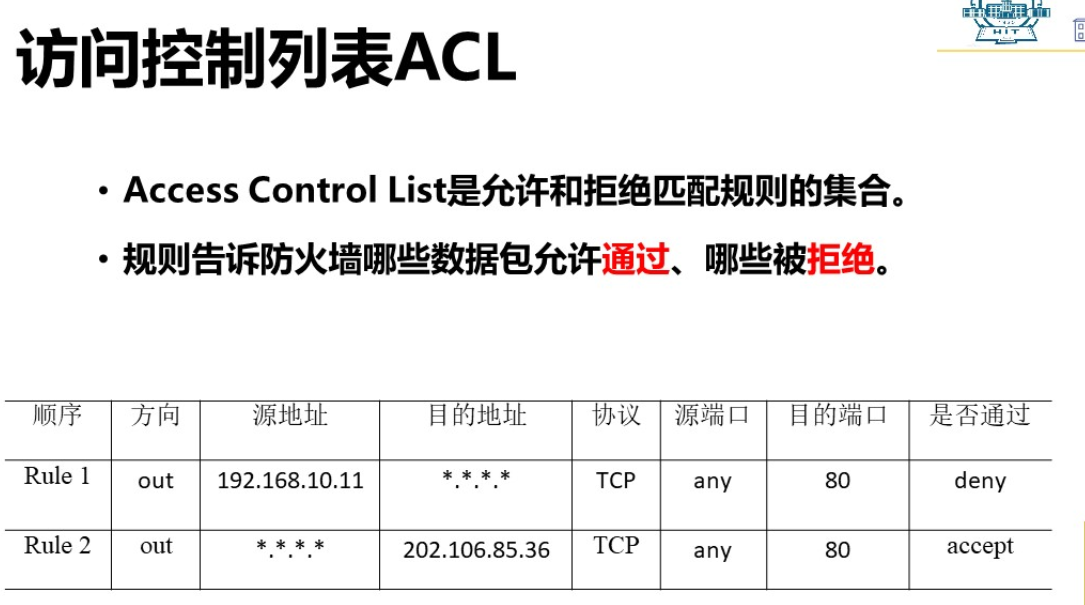 HIT
访问控制列表ACL
• Access Control List是允许和拒绝匹配规则的集合。
• 规则告诉防火墙哪些数据包允许通过、哪些被拒绝。
顺序 方向 源地址 目的地址 协议 源端口 目的端口 是否通过
Rule 1 out 192.168.10.11 *.*.*.* TCP any 80 deny
Rule 2 out *.*.*.* 202.106.85.36 TCP any 80 accept